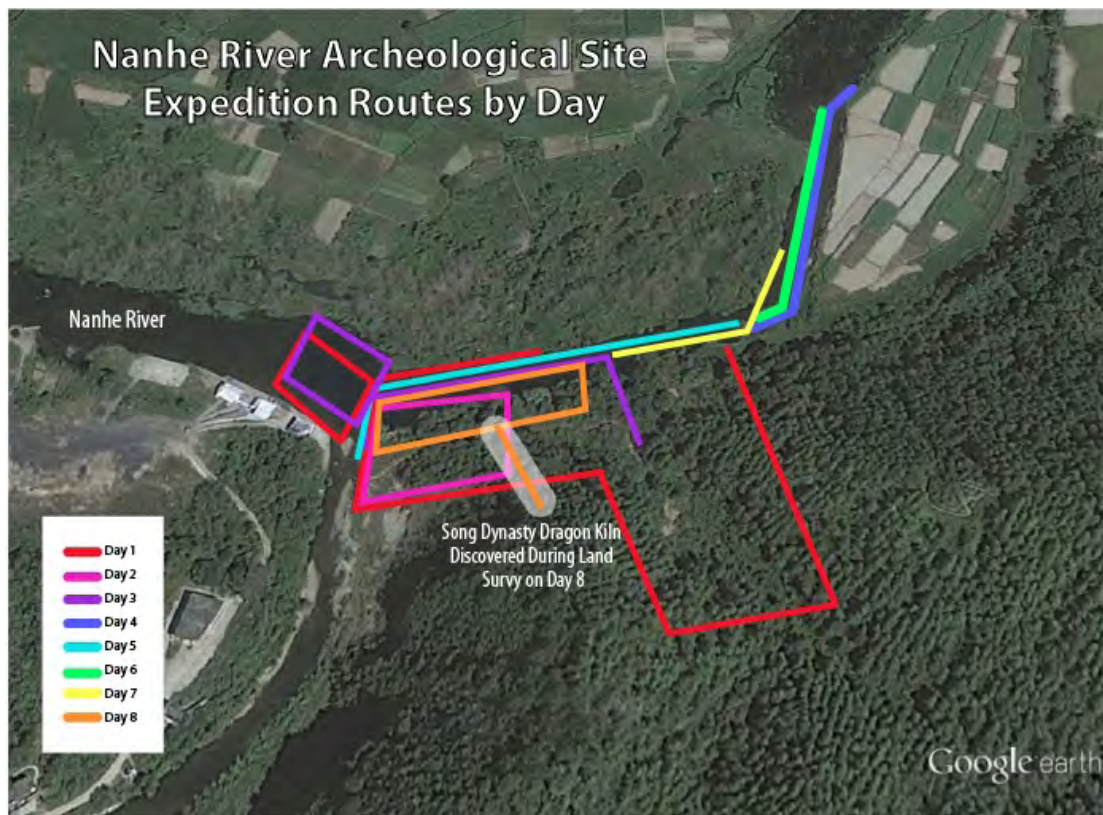 Nanhe River Archeological Site
Expedition Routes by Day
Nanhe River
Song Dynasty Dragon Kiln
Discovered During Land
Survy on Day 8
Day 1
Day 2
Day 3
Day 4
Day 5
Day 6
Day 7
Day 8
Google earth